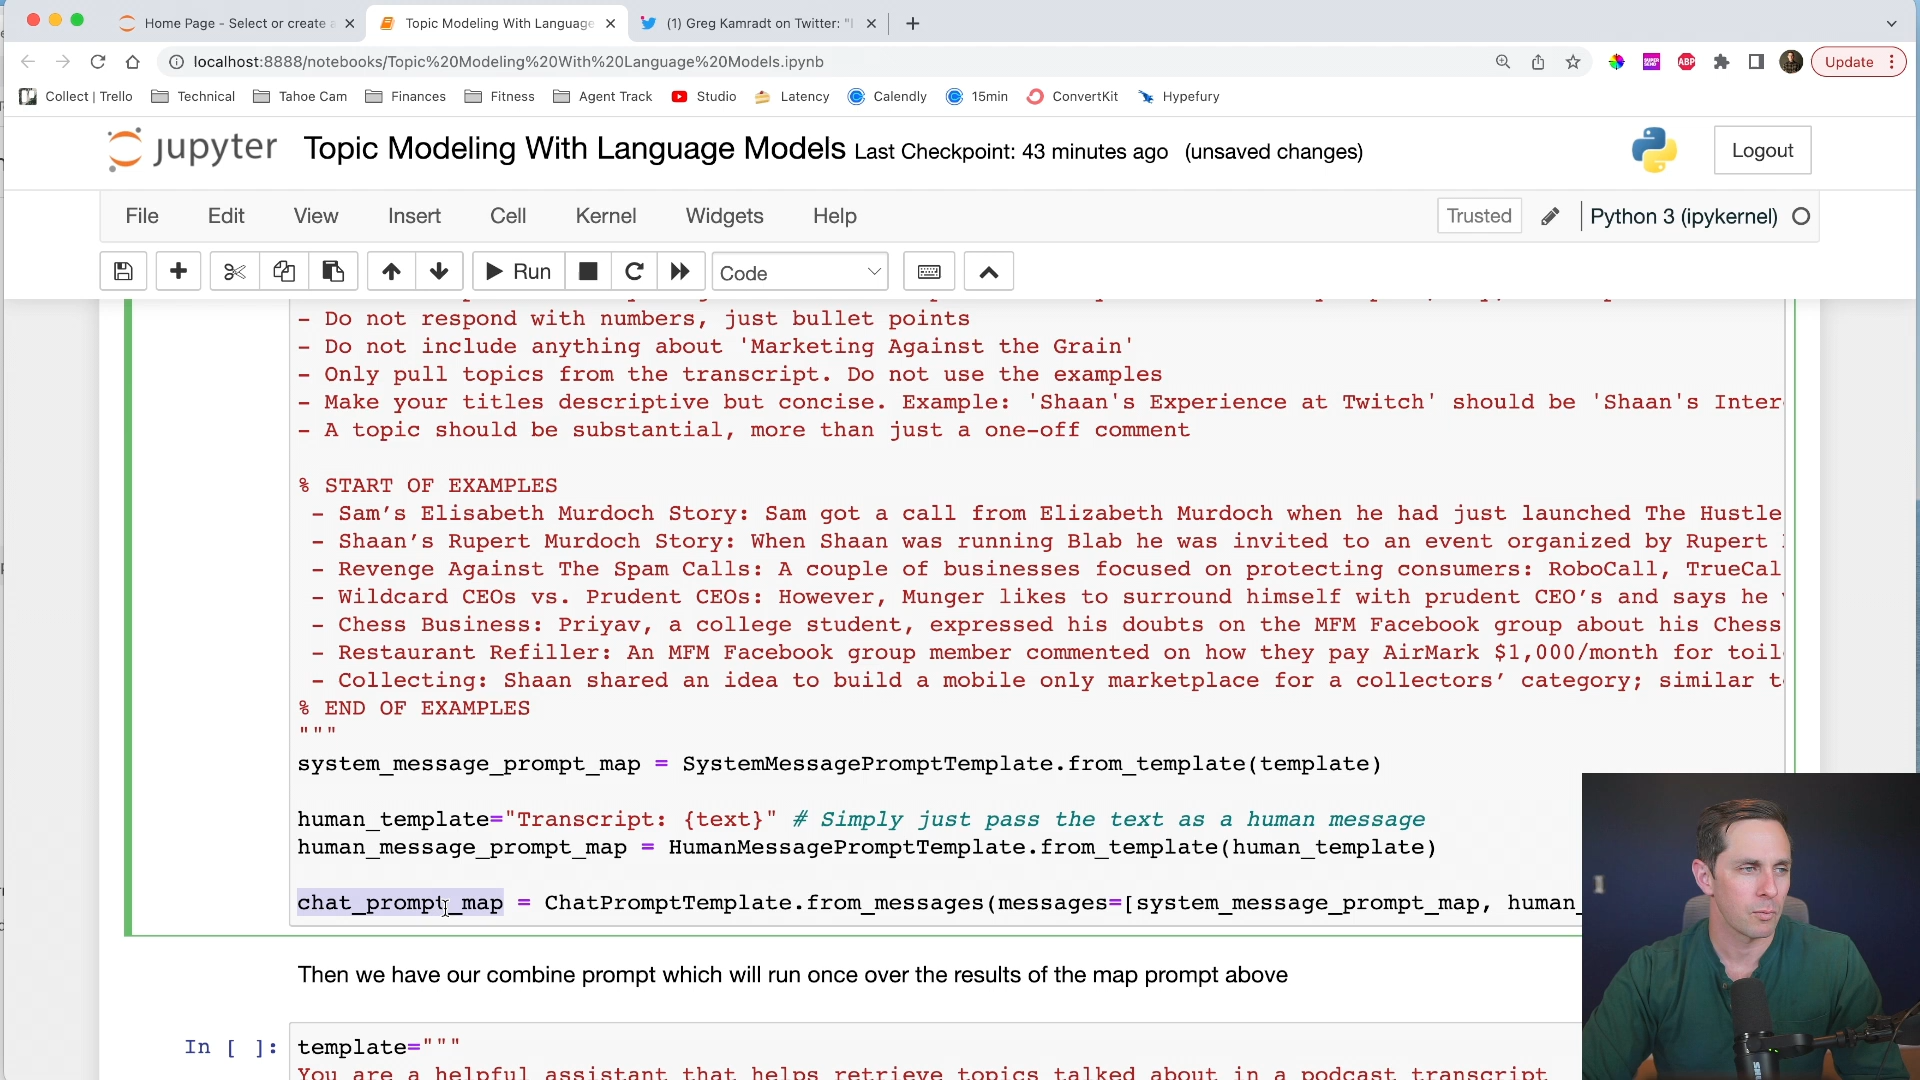 Home Page - Select or create a
Topic Modeling With Language
(1) Greg Kamradt on Twitter: "I
localhost:8888/notebooks/Topic%20Modeling%20With%20Language%20Models.ipynb
ABP
Update
Collect | Trello
Technical
Tahoe Cam
Finances
Fitness
Agent Track
Studio
Latency
Calendly
15min
ConvertKit
Hypefury
jupyter
Topic Modeling With Language Models Last Checkpoint: 43 minutes ago (unsaved changes)
Logout
File Edit View Insert Cell Kernel Widgets Help
Trusted
Python 3 (ipykernel)
Run
Code
- Do not respond with numbers, just bullet points
- Do not include anything about 'Marketing Against the Grain'
- Only pull topics from the transcript. Do not use the examples
- Make your titles descriptive but concise. Example: 'Shaan's Experience at Twitch' should be 'Shaan's Inter
- A topic should be substantial, more than just a one-off comment
% START OF EXAMPLES
- Sam’s Elisabeth Murdoch Story: Sam got a call from Elizabeth Murdoch when he had just launched The Hustle
- Shaan’s Rupert Murdoch Story: When Shaan was running Blab he was invited to an event organized by Rupert
- Revenge Against The Spam Calls: A couple of businesses focused on protecting consumers: RoboCall, TrueCal
- Wildcard CEOs vs. Prudent CEOs: However, Munger likes to surround himself with prudent CEO’s and says he
- Chess Business: Priyav, a college student, expressed his doubts on the MFM Facebook group about his Chess
- Restaurant Refiller: An MFM Facebook group member commented on how they pay AirMark $1,000/month for toil
- Collecting: Shaan shared an idea to build a mobile only marketplace for a collectors’ category; similar t
% END OF EXAMPLES
"""
system_message_prompt_map = SystemMessagePromptTemplate.from_template(template)
human_template="Transcript: {text}" # Simply just pass the text as a human message
human_message_prompt_map = HumanMessagePromptTemplate.from_template(human_template)
chat_prompt_map = ChatPromptTemplate.from_messages(messages=[system_message_prompt_map, human_
Then we have our combine prompt which will run once over the results of the map prompt above
In [ ]:
template="""
You are a helpful assistant that helps retrieve topics talked about in a podcast transcript